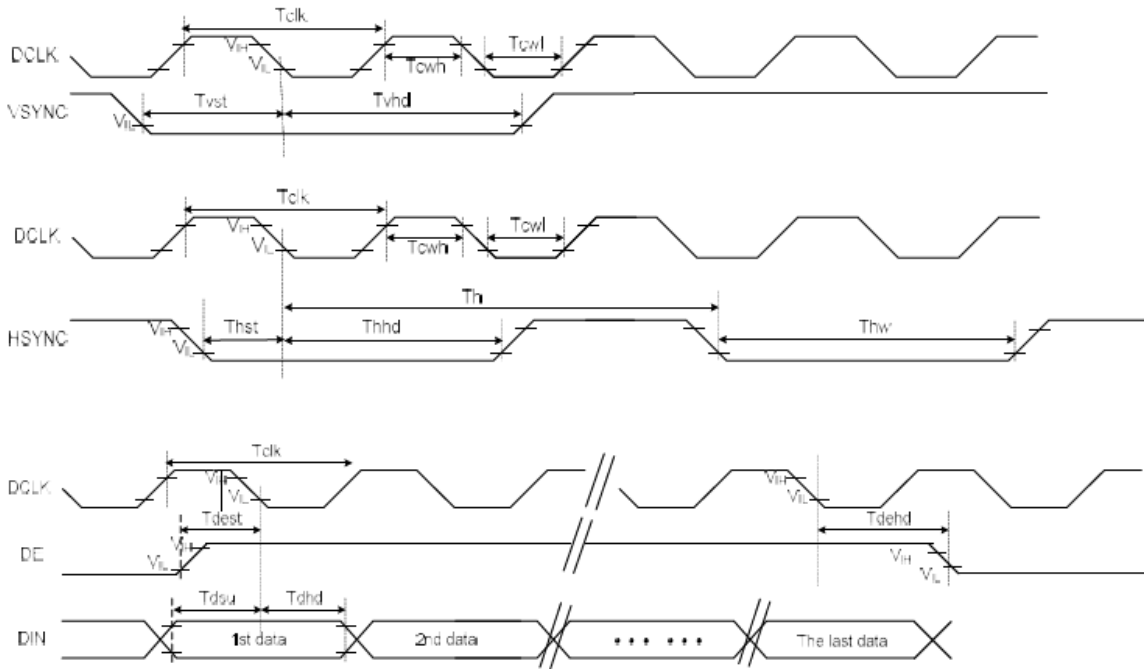 Tclk
DCLK
VIH
VIL
Tcwh
Tcwl
VSYNC
VIL
Tvst
Tvhd
Tclk
DCLK
VIH
VIL
Tcwh
Tcwl
Th
HSYNC
VIH
VIL
Thst
Thhd
Thw
Tclk
DCLK
VIH
VIL
VIH
VIL
Tdest
Tdehd
DE
VIH
VIL
VIH
VIL
Tdsu
Tdhd
DIN
1st data
2nd data
The last data